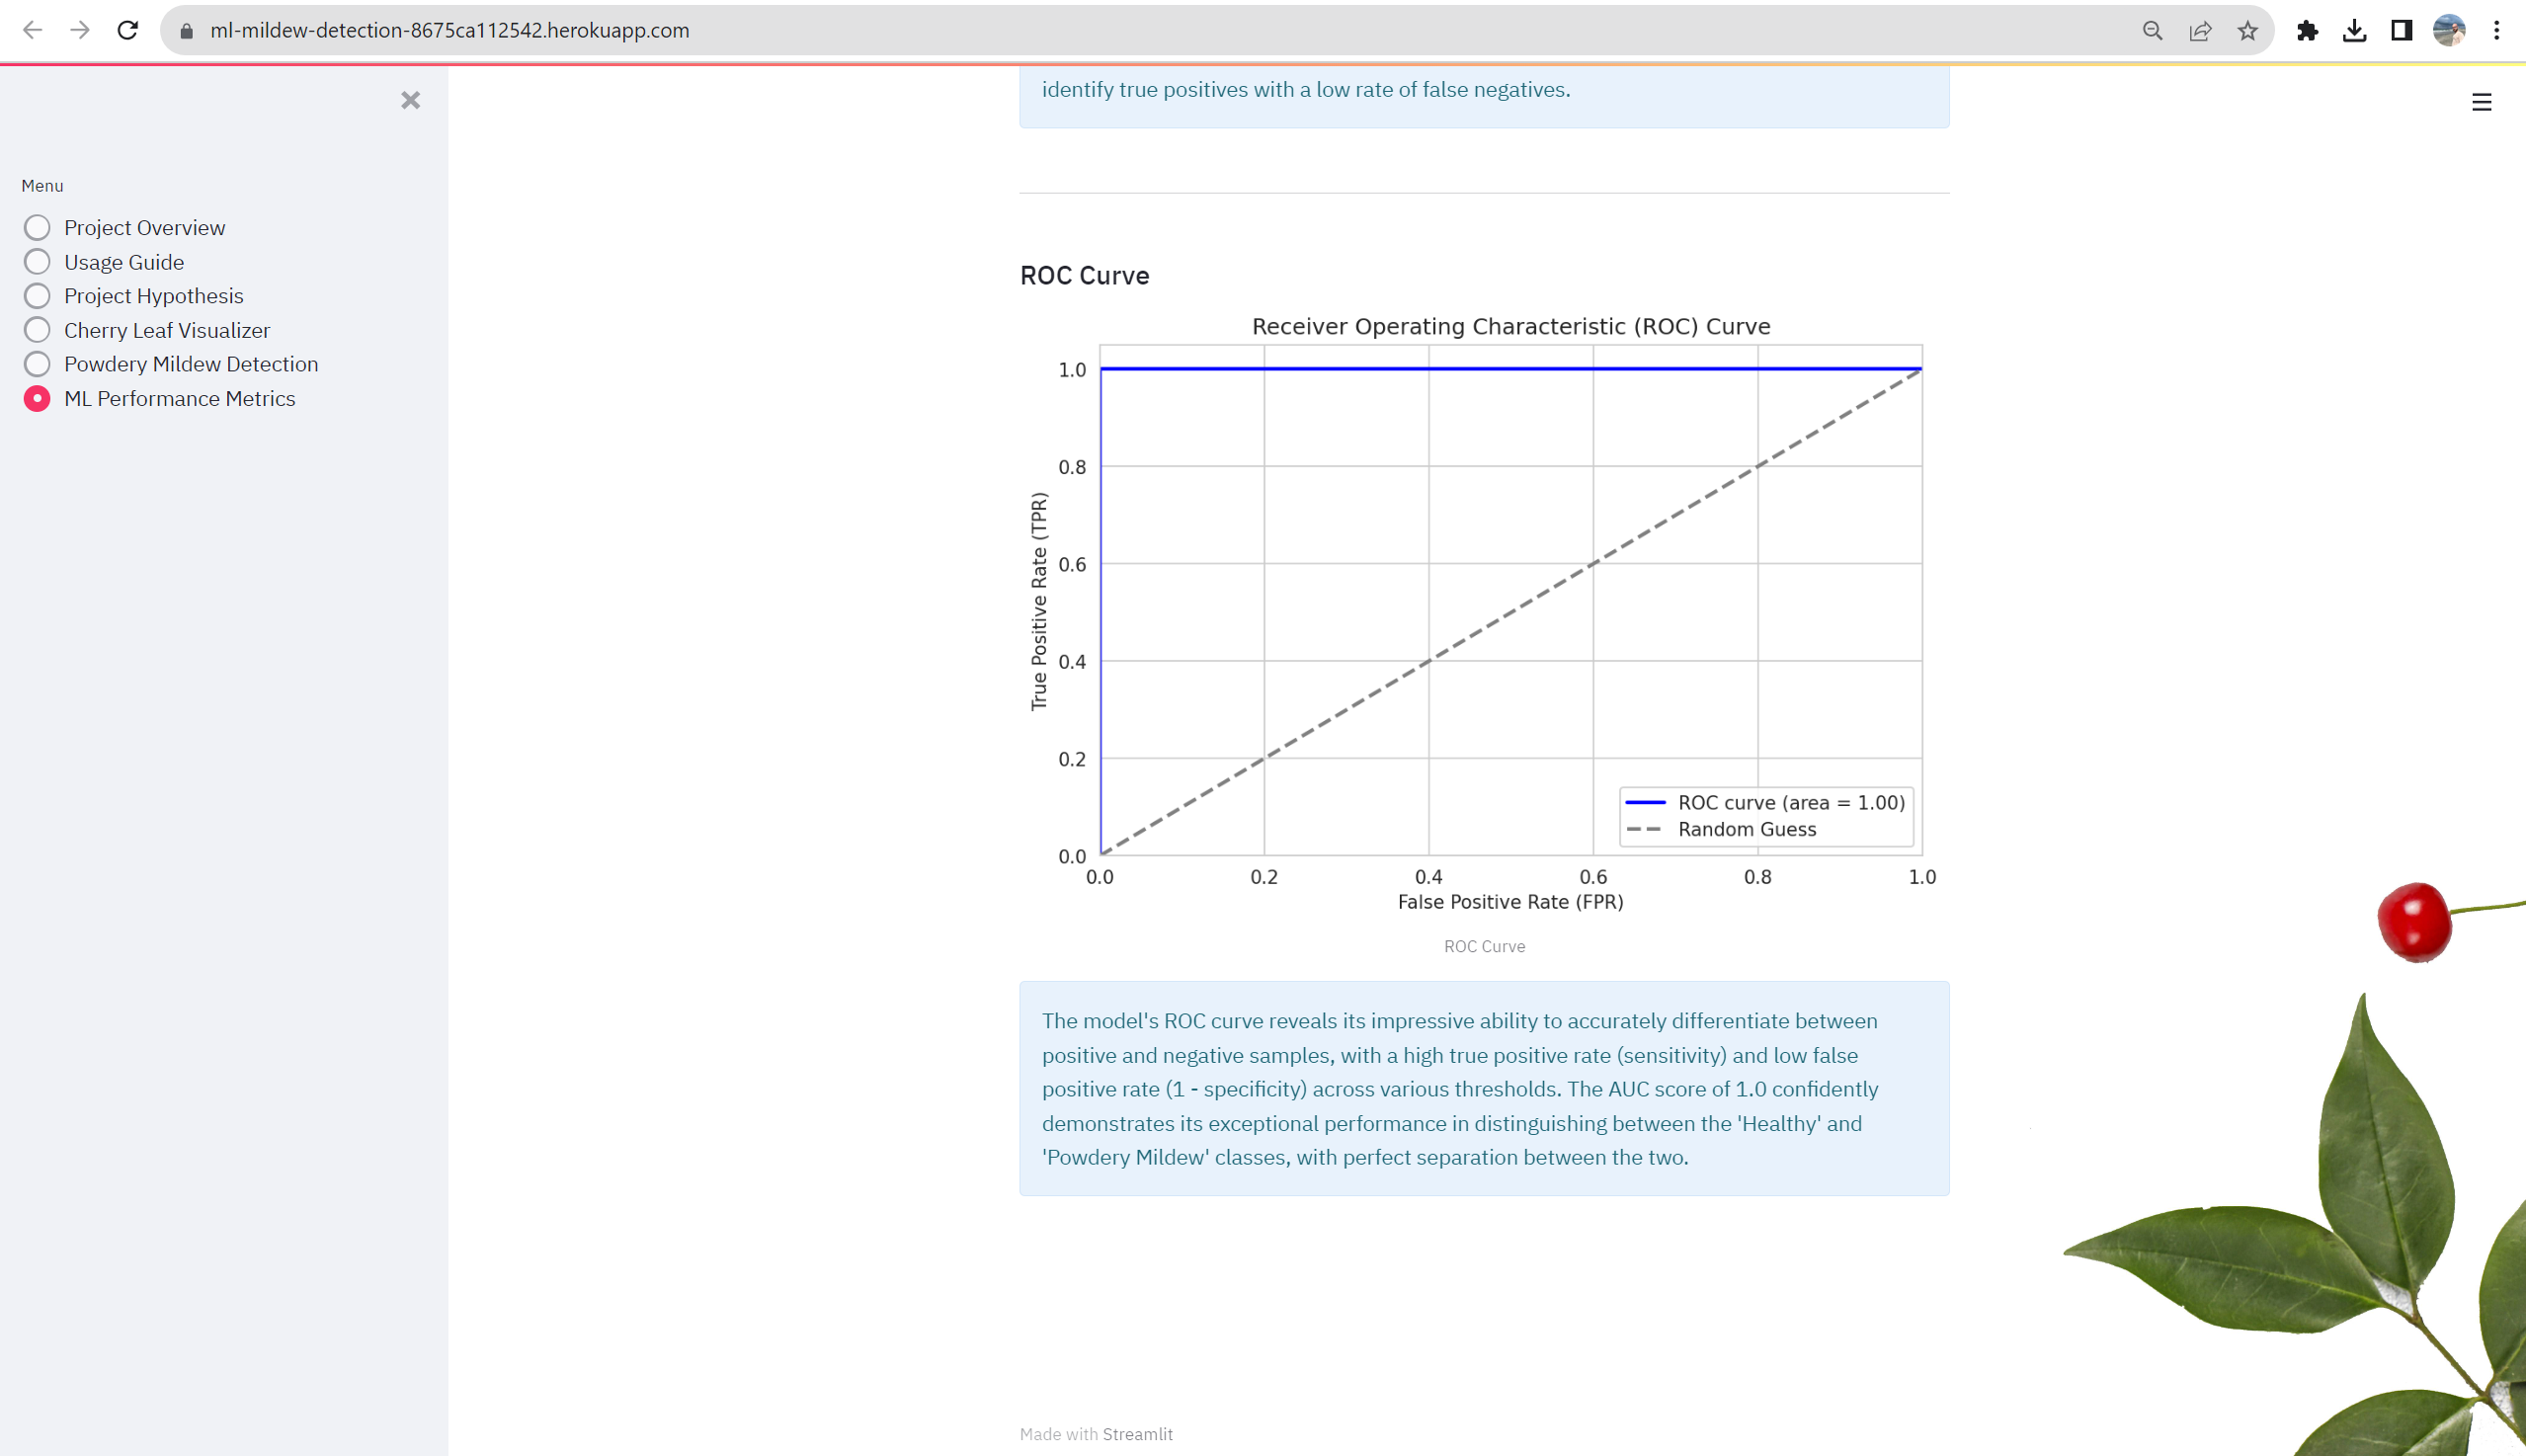 ml-mildew-detection-8675ca112542.herokuapp.com
Menu
Project Overview
Usage Guide
Project Hypothesis
Cherry Leaf Visualizer
Powdery Mildew Detection
ML Performance Metrics
identify true positives with a low rate of false negatives.
ROC Curve
Receiver Operating Characteristic (ROC) Curve
True Positive Rate (TPR)
1.0
0.8
0.6
0.4
0.2
0.0
ROC curve (area = 1.00)
Random Guess
0.0 0.2 0.4 0.6 0.8 1.0
False Positive Rate (FPR)
ROC Curve
The model's ROC curve reveals its impressive ability to accurately differentiate between
positive and negative samples, with a high true positive rate (sensitivity) and low false
positive rate (1 - specificity) across various thresholds. The AUC score of 1.0 confidently
demonstrates its exceptional performance in distinguishing between the 'Healthy' and
'Powdery Mildew' classes, with perfect separation between the two.
Made with Streamlit